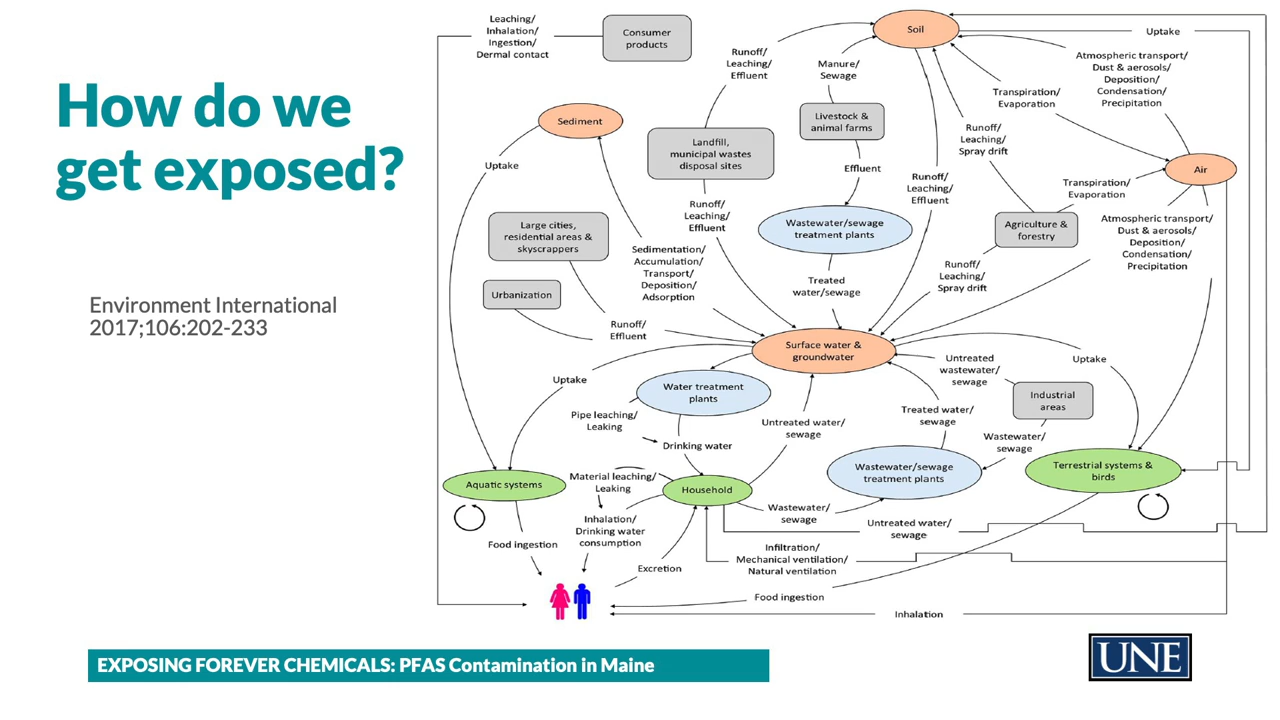 How do we
get exposed?
Environment International
2017;106:202-233
Leaching/
Inhalation/
Ingestion/
Dermal contact
Consumer
products
Soil
Uptake
Runoff/
Leaching/
Effluent
Manure/
Sewage
Atmospheric transport/
Dust & aerosols/
Deposition/
Condensation/
Precipitation
Transpiration/
Evaporation
Sediment
Livestock &
animal farms
Landfill,
municipal wastes
disposal sites
Runoff/
Leaching/
Spray drift
Uptake
Effluent
Air
Runoff/
Leaching/
Effluent
Transpiration/
Evaporation
Runoff/
Leaching/
Effluent
Large cities,
residential areas &
skyscrappers
Wastewater/sewage
treatment plants
Agriculture &
forestry
Atmospheric transport/
Dust & aerosols/
Deposition/
Condensation/
Precipitation
Sedimentation/
Accumulation/
Transport/
Deposition/
Adsorption
Runoff/
Leaching/
Spray drift
Urbanization
Treated
water/sewage
Runoff/
Effluent
Surface water &
groundwater
Untreated
wastewater/
sewage
Uptake
Uptake
Water treatment
plants
Industrial
areas
Pipe leaching/
Leaking
Treated water/
sewage
Untreated water/
sewage
Drinking water
Wastewater/
sewage
Aquatic systems
Material leaching/
Leaking
Household
Wastewater/sewage
treatment plants
Terrestrial systems &
birds
Wastewater/
sewage
Inhalation/
Drinking water
consumption
Untreated water/
sewage
Food ingestion
Infiltration/
Mechanical ventilation/
Natural ventilation
Excretion
Food ingestion
Inhalation
EXPOSING FOREVER CHEMICALS: PFAS Contamination in Maine
UNE